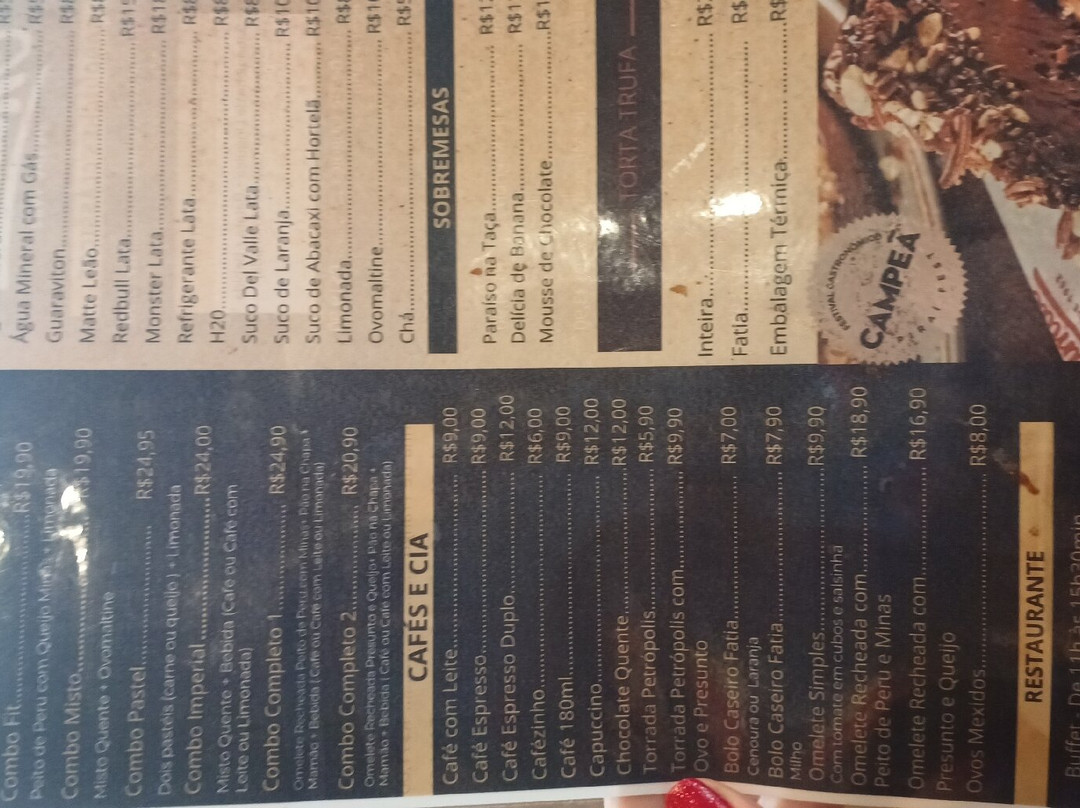 Combo Fit......R$19,90
Peito de Peru com Queijo Minas + Limonada
Combo Misto......R$19,90
Misto Quente + Ovomaltine
Combo Pastel...... R$24,95
Dois pastéis (carne ou queijo) + Limonada
Combo Imperial......R$24,00
Misto Quente + Bebida (Café ou Café com
Leite ou Limonada)
Combo Completo 1......R$24,90
Omelete Recheada Peito de Peru com Minas + Pão na Chapa +
Mamão + Bebida (Café ou Café com Leite ou Limonada)
Combo Completo 2...... R$20,90
Omelete Recheada Presunto e Queijo + Pão na Chapa +
Mamão + Bebida (Café ou Café com Leite ou Limonada)
CAFÉS E CIA
Café com Leite...... R$9,00
Café Espresso...... R$9,00
Café Espresso Duplo...... R$12,00
Cafézinho...... R$6,00
Café 180ml...... R$9,00
Capuccino...... R$12,00
Chocolate Quente...... R$12,00
Torrada Petrópolis...... R$5,90
Torrada Petrópolis com...... R$9,90
Ovo e Presunto
Bolo Caseiro Fatia...... R$7,00
Cenoura ou Laranja
Bolo Caseiro Fatia...... R$7,90
Milho
Omelete Simples...... R$9,90
Com tomate em cubos e salsinha
Omelete Recheada com...... R$18,90
Peito de Peru e Minas
Omelete Recheada com...... R$16,90
Presunto e Queijo
Ovos Mexidos...... R$8,00
RESTAURANTE
Buffet - De 11h às 15h30min
Água Mineral com Gás......
Guaraviton......
Matte Leão......
Redbull Lata......
Monster Lata......
Refrigerante Lata......
H20......
Suco Del Valle Lata......
Suco de Laranja......
Suco de Abacaxi com Hortelã......
Limonada......
Ovomaltine......
Chá......
SOBREMESAS
Paraíso na Taça......
Delícia de Banana......
Mousse de Chocolate......
TORTA TRUFA
Inteira......
Fatia......
Embalagem Térmica......
FESTIVAL GASTRONÔMICO
CAMPEÃ